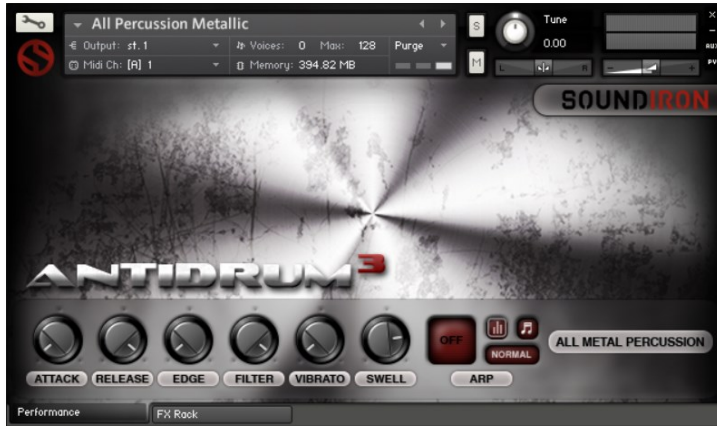 All Percussion Metallic
Output: st. 1
Voices: 0 Max: 128 Purge
Midi Ch: [A] 1
Memory: 394.82 MB
S
M
Tune
0.00
L R
- +
×
-
AUX
PV
SOUNDIRON
ANTIDRUM 3
OFF
NORMAL
ALL METAL PERCUSSION
ATTACK RELEASE EDGE FILTER VIBRATO SWELL ARP
Performance FX Rack